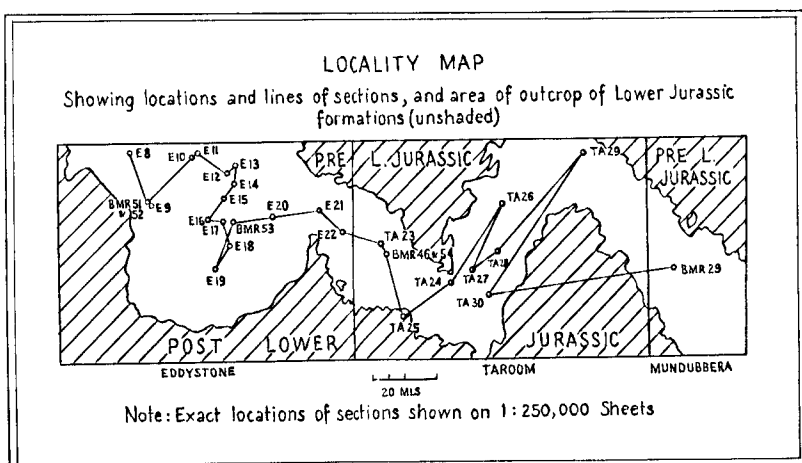 LOCALITY MAP
Showing locations and lines of sections, and area of outcrop of Lower Jurassic
formations (unshaded)
E8
E10
E11
E12
E13
E14
E15
BMR51
& 52
E9
E16
E17
BMR53
E18
E19
E20
E21
E22
PRE L. JURASSIC
TA23
BMR46 & 54
TA24
TA25
TA26
TA27
TA28
TA29
TA30
PRE L.
JURASSIC
BMR 29
POST LOWER JURASSIC
EDDYSTONE TAROOM MUNDUBBERA
20 MLS
Note: Exact locations of sections shown on 1:250,000 Sheets